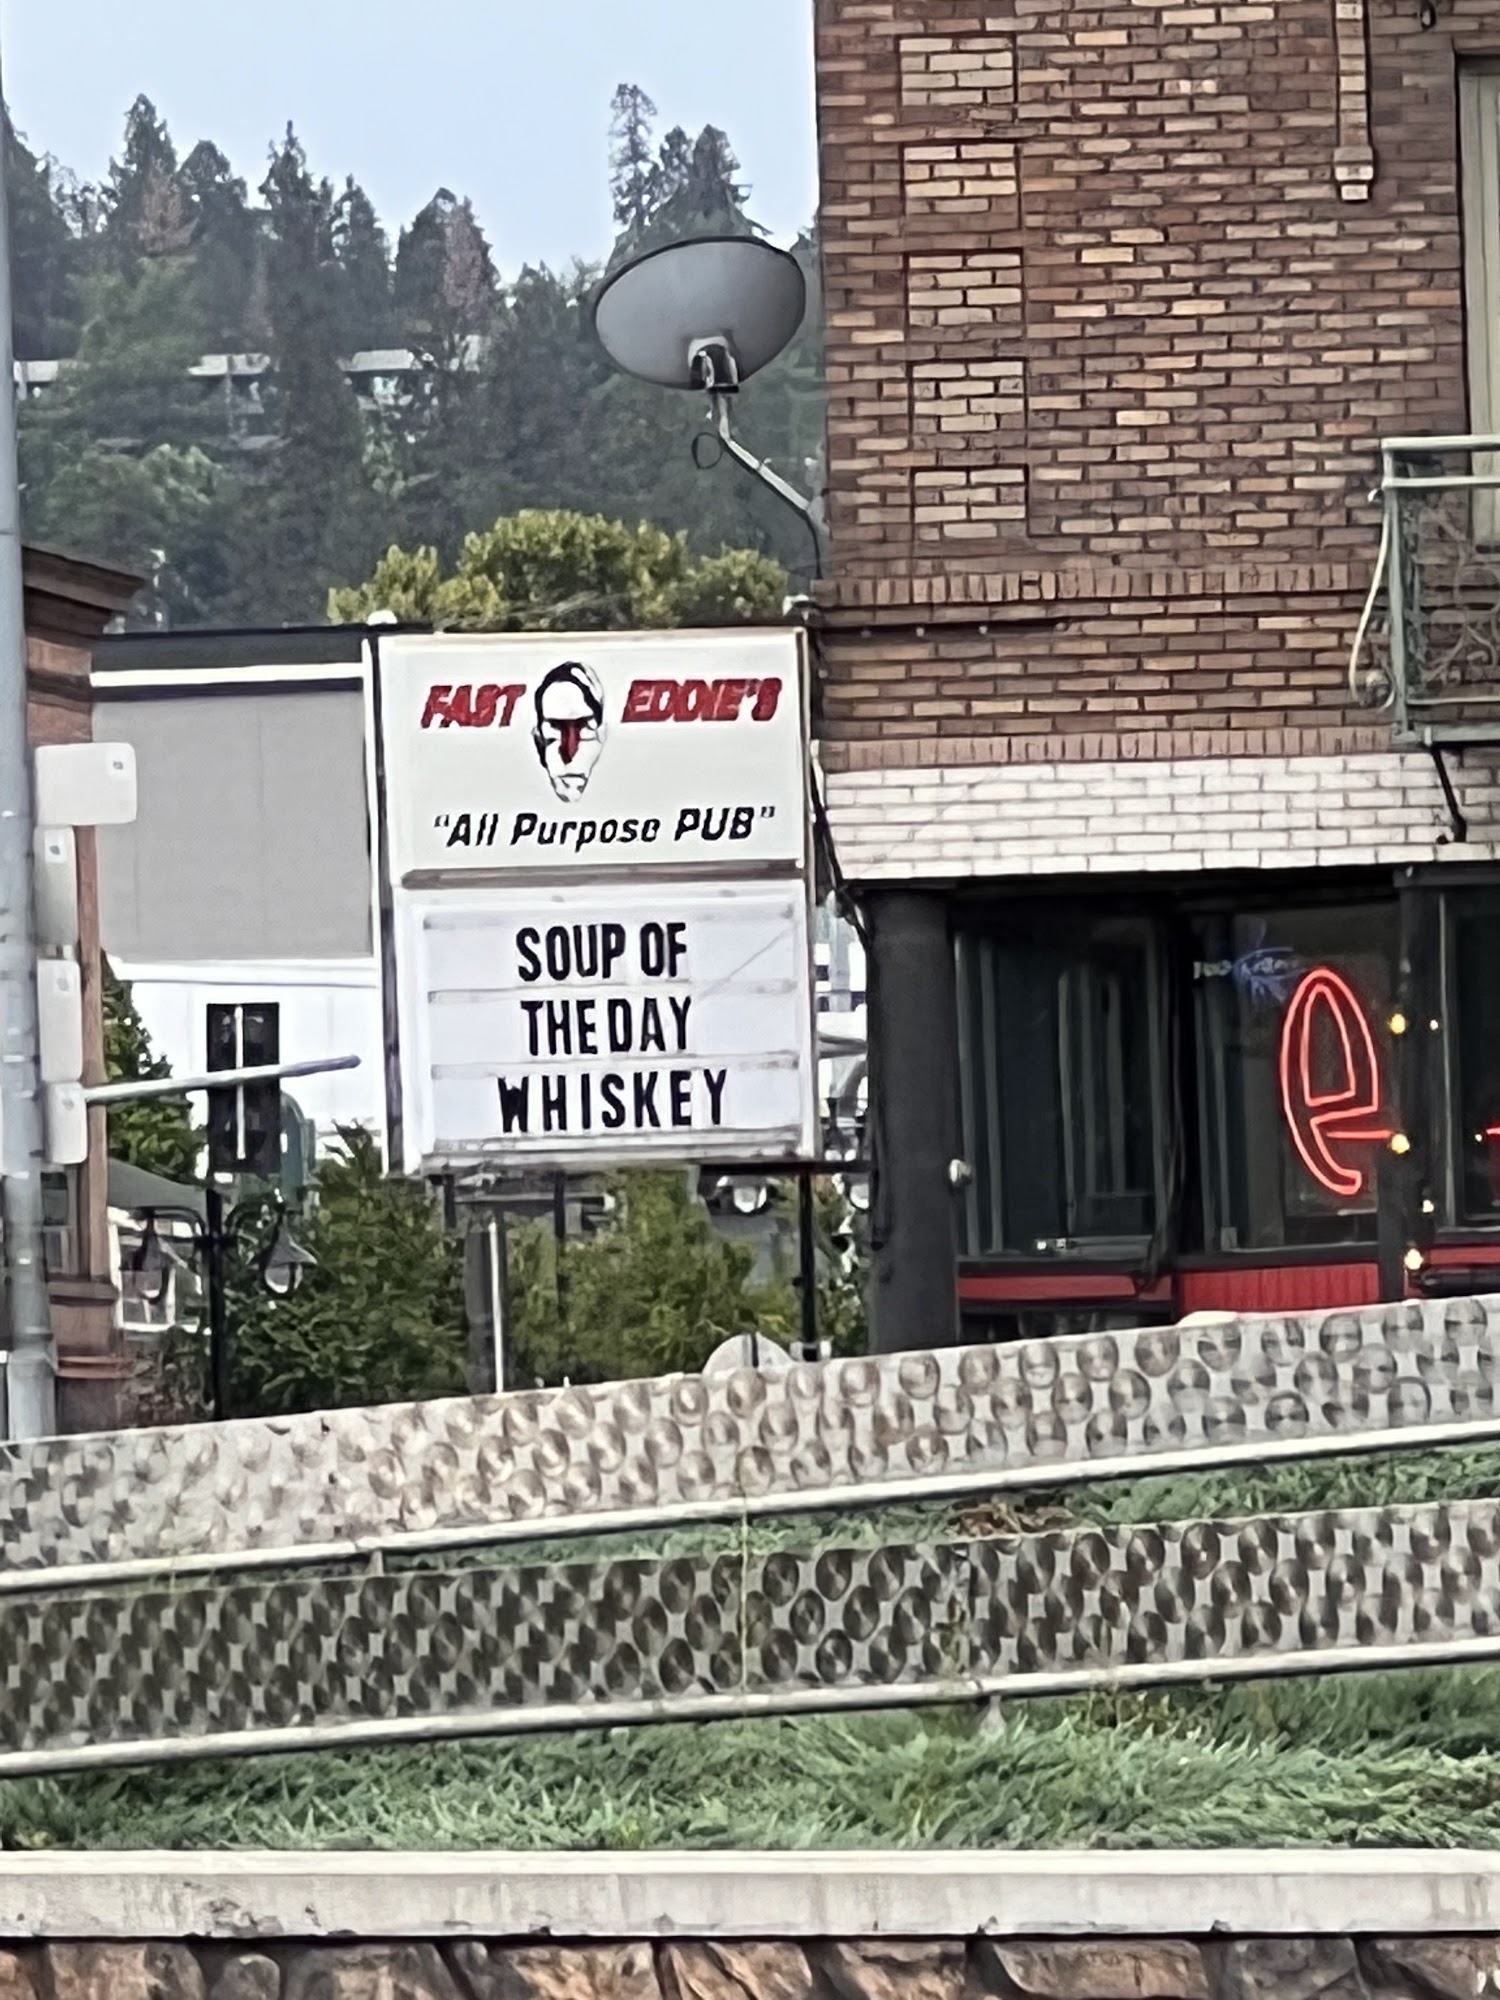 FAST EDDIE'S
"All Purpose PUB"
SOUP OF
THE DAY
WHISKEY
e